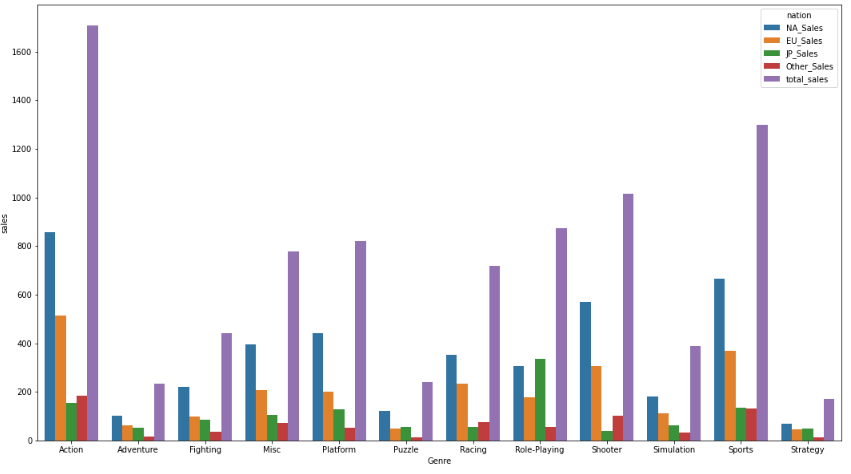 nation
NA_Sales
EU_Sales
JP_Sales
Other_Sales
total_sales
1600
1400
1200
1000
800
600
400
200
0
sales
Action Adventure Fighting Misc Platform Puzzle Racing Role-Playing Shooter Simulation Sports Strategy
Genre